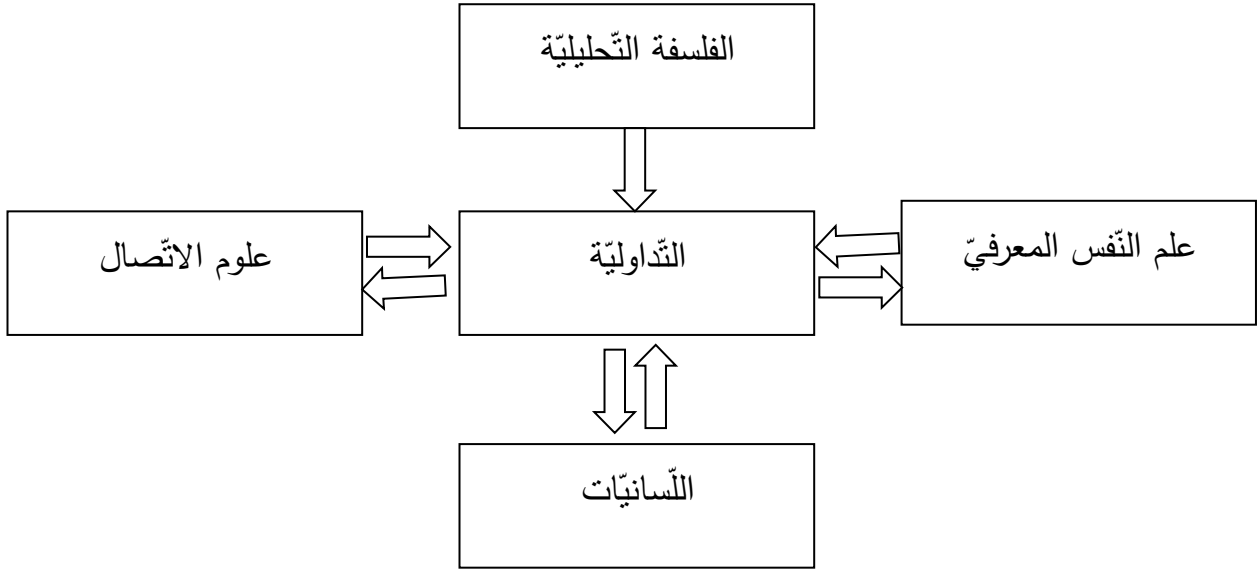 الفلسفة التّحليليّة
علم النّفس المعرفيّ
التّداوليّة
علوم الاتّصال
اللّسانيّات